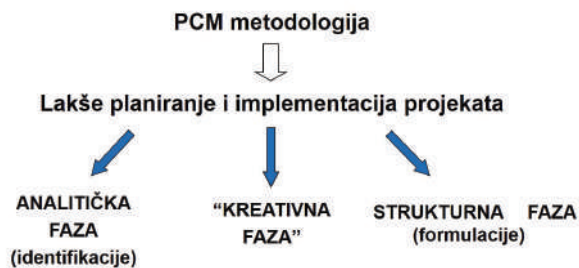 PCM metodologija
Lakše planiranje i implementacija projekata
ANALITIČKA
FAZA
(identifikacije)
“KREATIVNA
FAZA”
STRUKTURNA FAZA
(formulacije)